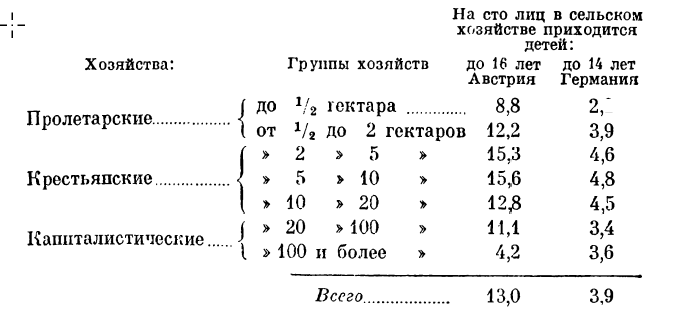 На сто лиц в сельском
хозяйстве приходится
детей:
Хозяйства: Группы хозяйств до 16 лет до 14 лет
Австрия Германия
до 1/2 гектара ............ 8,8 2,
Пролетарские............... от 1/2 до 2 гектаров 12,2 3,9
» 2 » 5 » 15,3 4,6
Крестьянские............... » 5 » 10 » 15,6 4,8
» 10 » 20 » 12,8 4,5
» 20 » 100 » 11,1 3,4
Капиталистические..... » 100 и более » 4,2 3,6
Всего............... 13,0 3,9